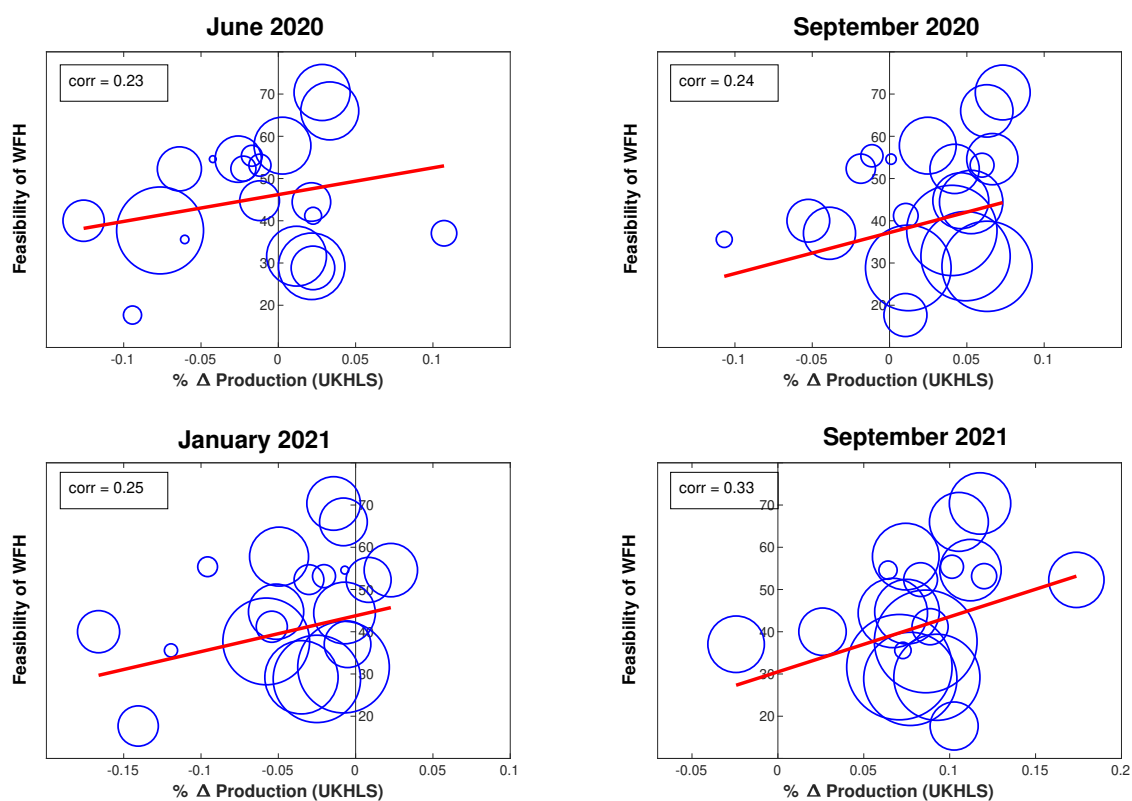 June 2020
corr = 0.23
Feasibility of WFH
70
60
50
40
30
20
-0.1
-0.05
0
0.05
0.1
% Δ Production (UKHLS)
September 2020
corr = 0.24
Feasibility of WFH
70
60
50
40
30
20
-0.1
-0.05
0
0.05
0.1
0.15
% Δ Production (UKHLS)
January 2021
corr = 0.25
Feasibility of WFH
70
60
50
40
30
20
-0.15
-0.1
-0.05
0
0.05
0.1
% Δ Production (UKHLS)
September 2021
corr = 0.33
Feasibility of WFH
70
60
50
40
30
20
-0.05
0
0.05
0.1
0.15
0.2
% Δ Production (UKHLS)